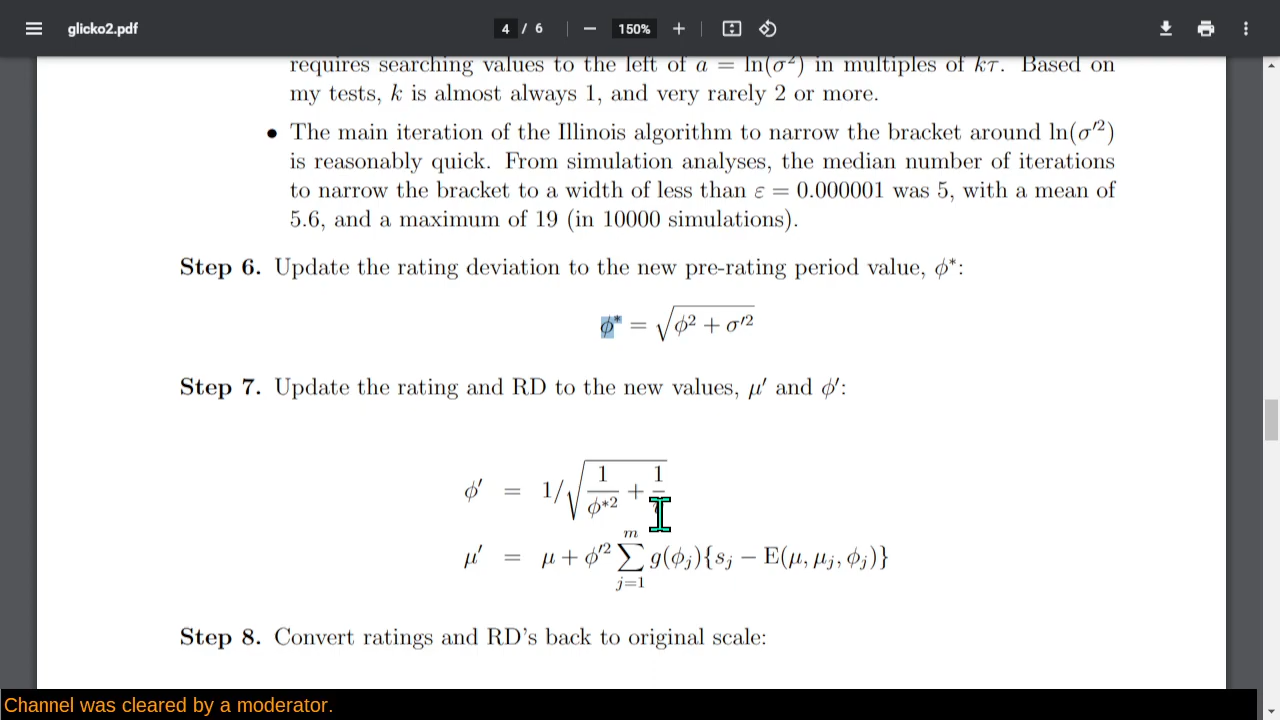 glicko2.pdf
4 / 6
150%
requires searching values to the left of a = ln(σ²) in multiples of kτ. Based on
my tests, k is almost always 1, and very rarely 2 or more.
• The main iteration of the Illinois algorithm to narrow the bracket around ln(σ′²)
is reasonably quick. From simulation analyses, the median number of iterations
to narrow the bracket to a width of less than ε = 0.000001 was 5, with a mean of
5.6, and a maximum of 19 (in 10000 simulations).
Step 6. Update the rating deviation to the new pre-rating period value, ϕ*:
ϕ* = √(ϕ² + σ′²)
Step 7. Update the rating and RD to the new values, μ′ and ϕ′:
ϕ′ = 1/√(1/ϕ*² + 1/
μ′ = μ + ϕ′² ∑_{j=1}^{m} g(ϕ_j){s_j − E(μ, μ_j, ϕ_j)}
Step 8. Convert ratings and RD's back to original scale:
Channel was cleared by a moderator.